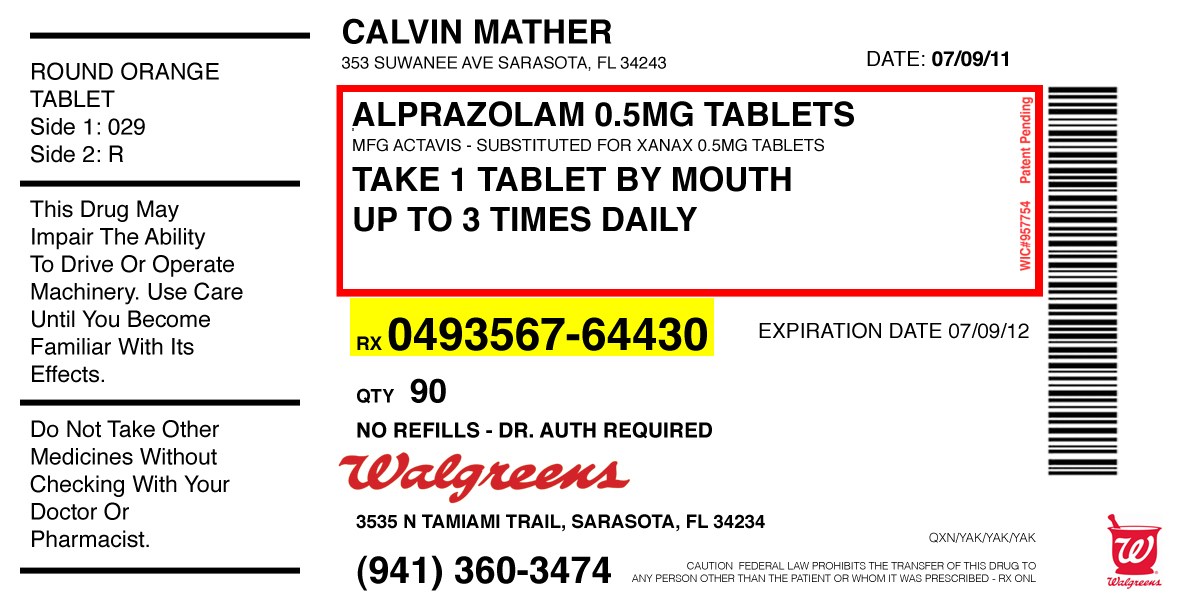 ROUND ORANGE
TABLET
Side 1: 029
Side 2: R
This Drug May
Impair The Ability
To Drive Or Operate
Machinery. Use Care
Until You Become
Familiar With Its
Effects.
Do Not Take Other
Medicines Without
Checking With Your
Doctor Or
Pharmacist.
CALVIN MATHER
353 SUWANEE AVE SARASOTA, FL 34243
DATE: 07/09/11
ALPRAZOLAM 0.5MG TABLETS
MFG ACTAVIS - SUBSTITUTED FOR XANAX 0.5MG TABLETS
TAKE 1 TABLET BY MOUTH
UP TO 3 TIMES DAILY
WIC#957754 Patent Pending
RX 0493567-64430
EXPIRATION DATE 07/09/12
QTY 90
NO REFILLS - DR. AUTH REQUIRED
Walgreens
3535 N TAMIAMI TRAIL, SARASOTA, FL 34234
(941) 360-3474
QXN/YAK/YAK/YAK
CAUTION FEDERAL LAW PROHIBITS THE TRANSFER OF THIS DRUG TO
ANY PERSON OTHER THAN THE PATIENT OR WHOM IT WAS PRESCRIBED - RX ONL
W
Walgreens